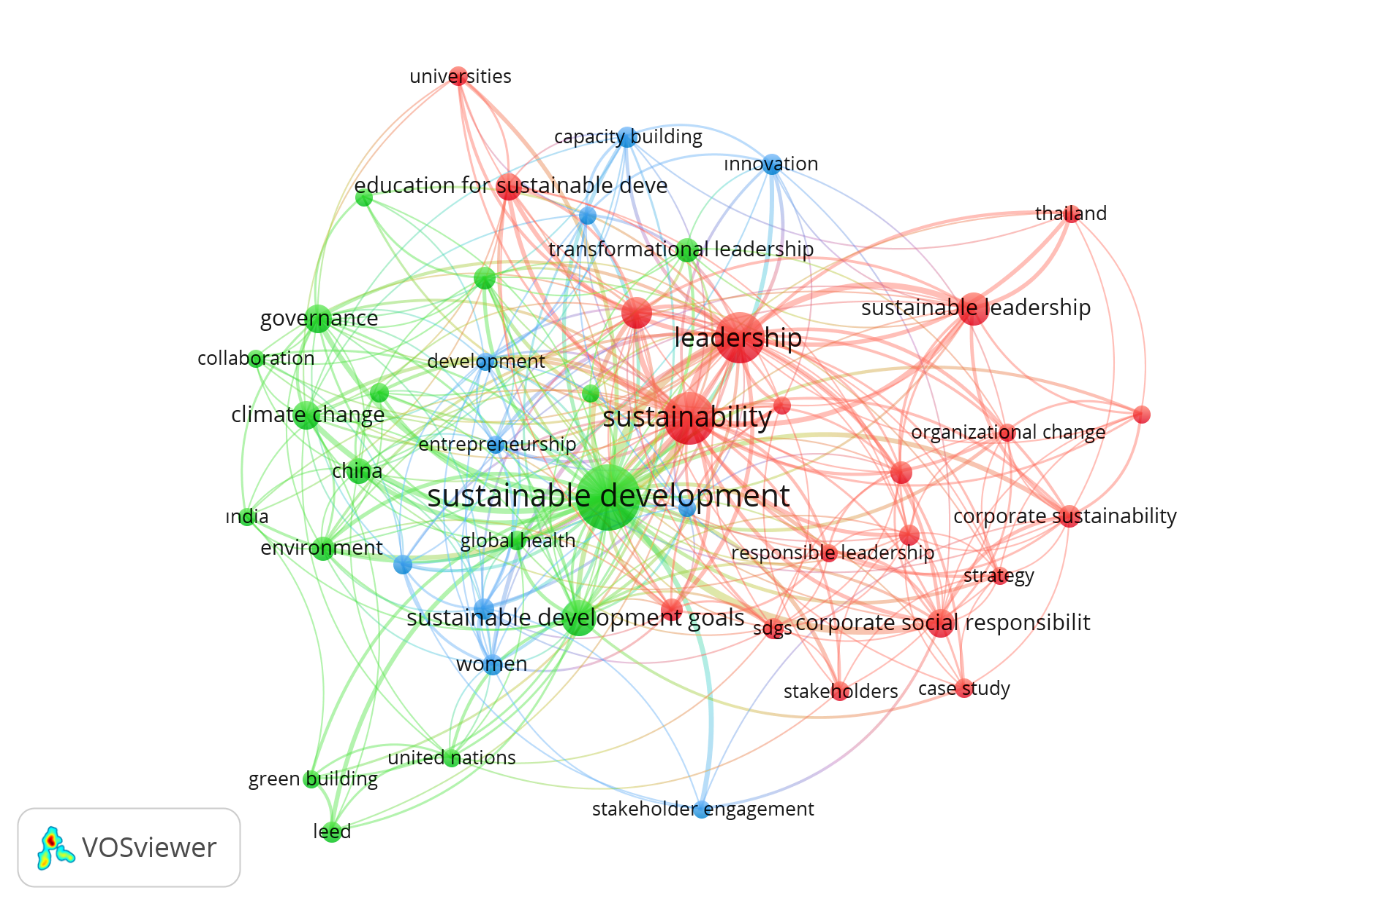 universities
capacity building
ınnovation
education for sustainable deve
thailand
transformational leadership
sustainable leadership
governance
leadership
collaboration
development
climate change
sustainability
organizational change
entrepreneurship
china
sustainable development
ındia
corporate sustainability
environment
global health
responsible leadership
strategy
sustainable development goals
sdgs
corporate social responsibilit
women
stakeholders
case study
united nations
green building
stakeholder engagement
leed
VOSviewer